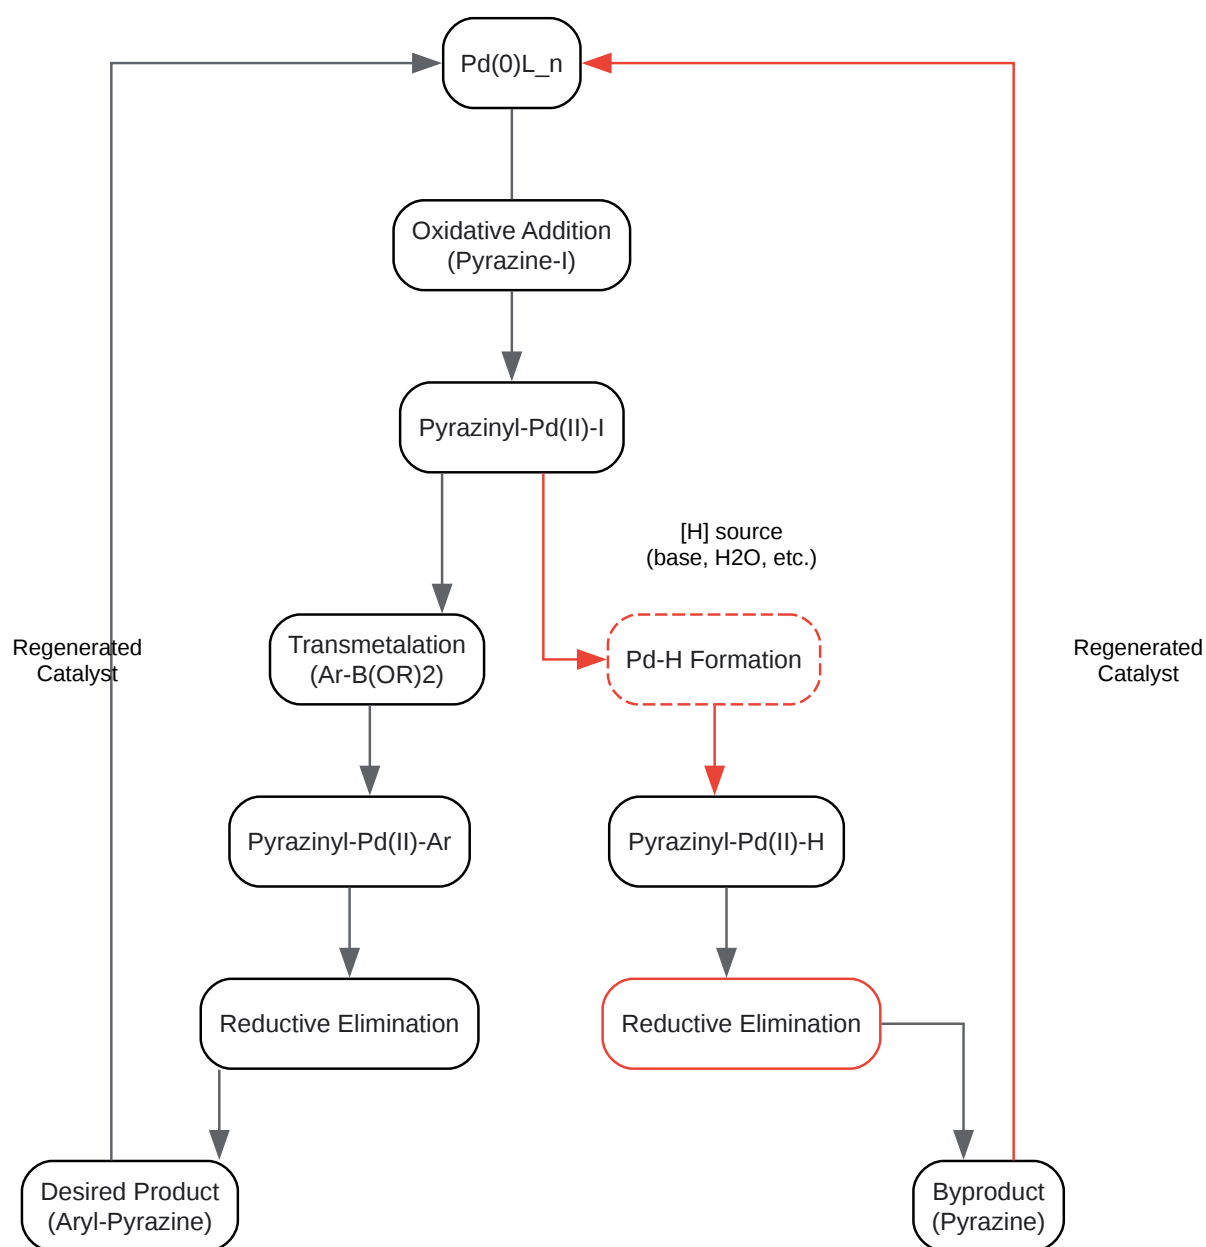 Pd(0)L_n
Oxidative Addition
(Pyrazine-I)
Pyrazinyl-Pd(II)-I
[H] source
(base, H2O, etc.)
Regenerated
Catalyst
Transmetalation
(Ar-B(OR)2)
Pd-H Formation
Regenerated
Catalyst
Pyrazinyl-Pd(II)-Ar
Pyrazinyl-Pd(II)-H
Reductive Elimination
Reductive Elimination
Desired Product
(Aryl-Pyrazine)
Byproduct
(Pyrazine)